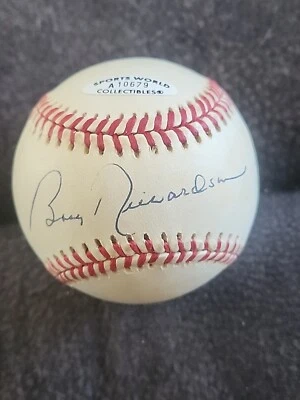 SPORTS WORLD
A10679
COLLECTIBLES®
Bobby Richardson